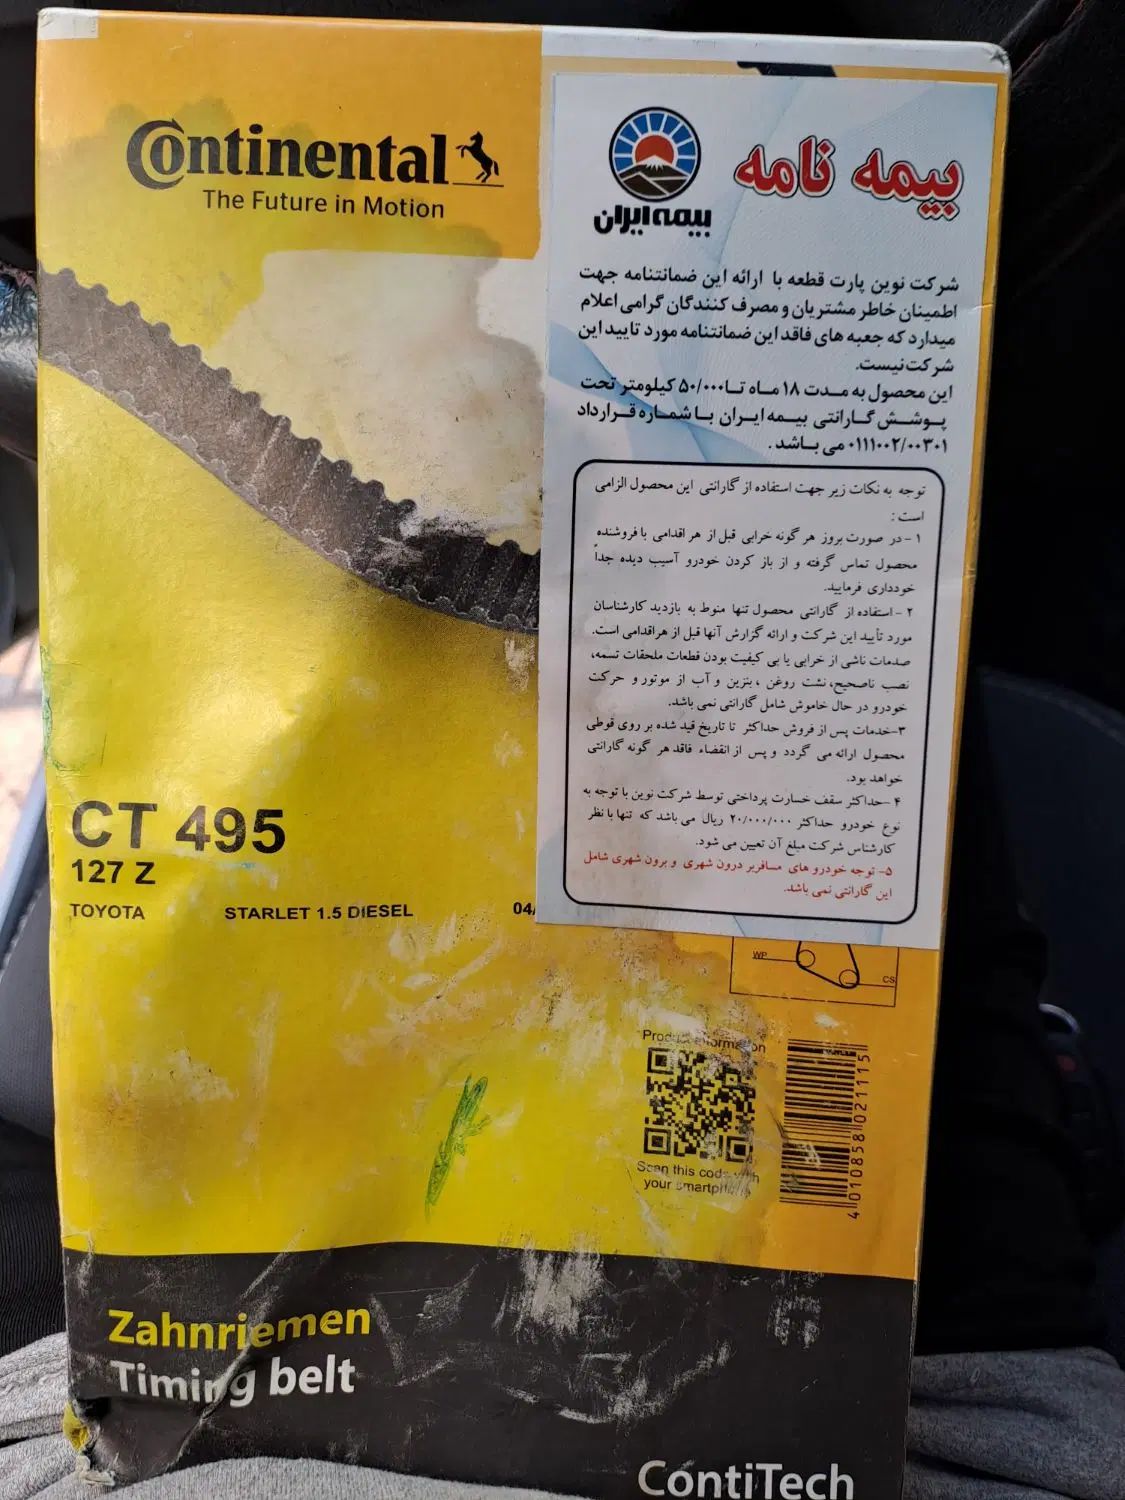 Continental
The Future in Motion
بیمه ایران
بیمه نامه
شرکت نوین پارت قطعه با ارائه این ضمانتنامه جهت
اطمینان خاطر مشتریان و مصرف کنندگان گرامی اعلام
میدارد که جعبه های فاقد این ضمانتنامه مورد تایید این
شرکت نیست.
این محصول به مدت ۱۸ ماه تا ۵۰/۰۰۰ کیلومتر تحت
پوشش گارانتی بیمه ایران با شماره قرارداد
۰۱۱۱۰۰۲/۰۰۳۰۱ می باشد.
توجه به نکات زیر جهت استفاده از گارانتی این محصول الزامی
است :
۱- در صورت بروز هر گونه خرابی قبل از هر اقدامی با فروشنده
محصول تماس گرفته و از باز کردن خودرو آسیب دیده جداً
خودداری فرمایید.
۲- استفاده از گارانتی محصول تنها منوط به بازدید کارشناسان
مورد تأیید این شرکت و ارائه گزارش آنها قبل از هر اقدامی است.
صدمات ناشی از خرابی یا بی کیفیت بودن قطعات ملحقات تسمه،
نصب ناصحیح، نشت روغن ، بنزین و آب از موتور و حرکت
خودرو در حال خاموش شامل گارانتی نمی باشد.
۳- خدمات پس از فروش حداکثر تا تاریخ قید شده بر روی قوطی
محصول ارائه می گردد و پس از انقضاء فاقد هر گونه گارانتی
خواهد بود.
۴- حداکثر سقف خسارت پرداختی توسط شرکت نوین با توجه به
نوع خودرو حداکثر ۲۰/۰۰۰/۰۰۰ ریال می باشد که تنها با نظر
کارشناس شرکت مبلغ آن تعیین می شود.
۵- توجه خودرو های مسافربر درون شهری و برون شهری شامل
این گارانتی نمی باشد.
CT 495
127 Z
TOYOTA STARLET 1.5 DIESEL 04/
WP
CS
Product information
Scan this code with
your smartphone
4 010858 021115
Zahnriemen
Timing belt
ContiTech